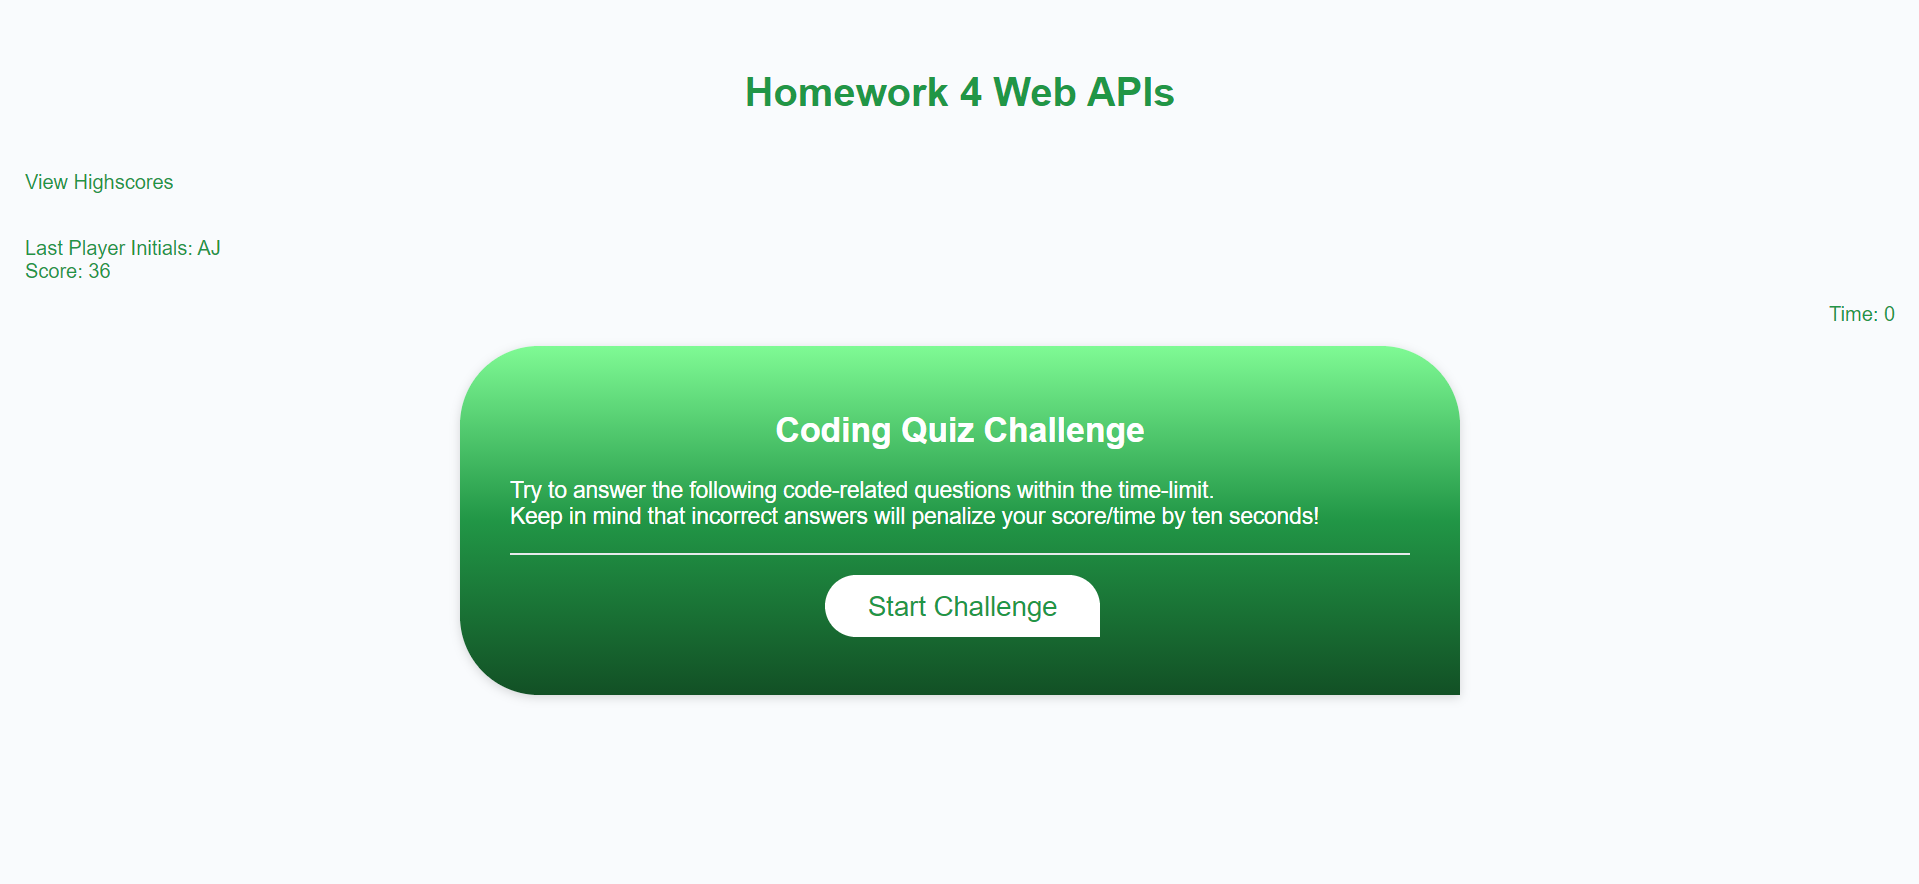 Homework 4 Web APIs
View Highscores
Last Player Initials: AJ
Score: 36
Time: 0
Coding Quiz Challenge
Try to answer the following code-related questions within the time-limit.
Keep in mind that incorrect answers will penalize your score/time by ten seconds!
Start Challenge